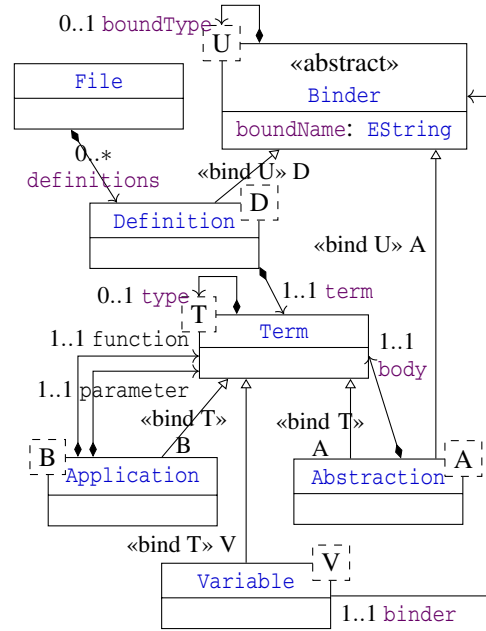 0..1 boundType
U
«abstract»
Binder
boundName: EString
File
0..*
definitions
«bind U» D
D
Definition
«bind U» A
0..1 type
T
1..1 term
Term
1..1 function
1..1
body
1..1 parameter
«bind T»
B
«bind T»
A
B
Application
A
Abstraction
«bind T» V
V
Variable
1..1 binder